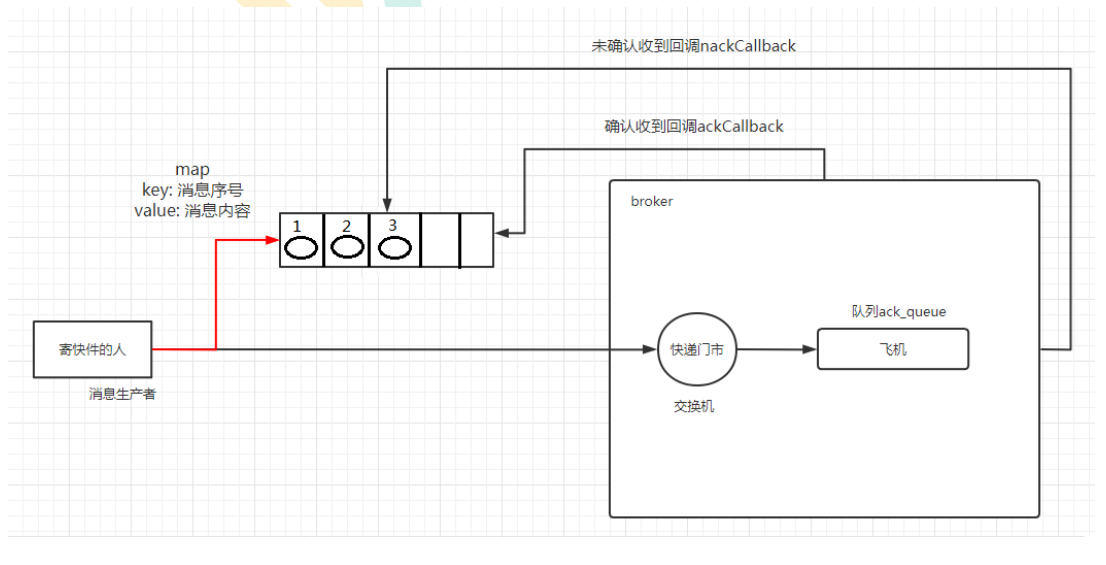 未确认收到回调nackCallback
确认收到回调ackCallback
map
key: 消息序号
value: 消息内容
broker
1 2 3
队列ack_queue
寄快件的人
快递门市
飞机
消息生产者
交换机